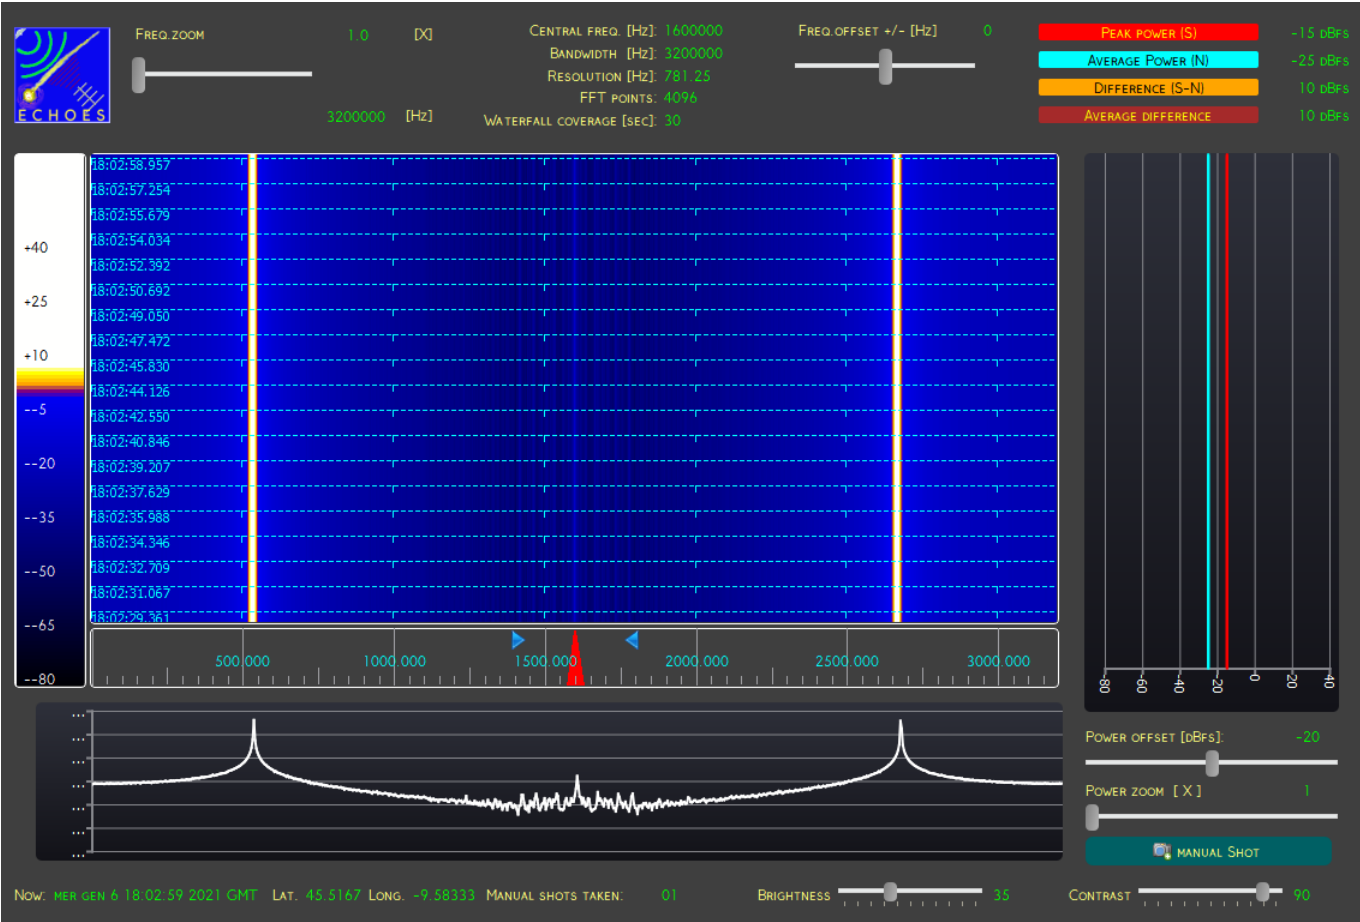 ECHOES
FREQ.ZOOM 1.0 [X]
3200000 [Hz]
CENTRAL FREQ. [Hz]: 1600000
BANDWIDTH [Hz]: 3200000
RESOLUTION [Hz]: 781.25
FFT POINTS: 4096
WATERFALL COVERAGE [SEC]: 30
FREQ.OFFSET +/- [Hz] 0
PEAK POWER (S) -15 DBFS
AVERAGE POWER (N) -25 DBFS
DIFFERENCE (S-N) 10 DBFS
AVERAGE DIFFERENCE 10 DBFS
+40
+25
+10
--5
--20
--35
--50
--65
--80
18:02:58.957
18:02:57.254
18:02:55.679
18:02:54.034
18:02:52.392
18:02:50.692
18:02:49.050
18:02:47.472
18:02:45.830
18:02:44.126
18:02:42.550
18:02:40.846
18:02:39.207
18:02:37.629
18:02:35.988
18:02:34.346
18:02:32.709
18:02:31.067
18:02:29.361
500.000 1000.000 1500.000 2000.000 2500.000 3000.000
-80 -60 -40 -20 0 20 40
...
...
...
...
...
...
...
POWER OFFSET [DBFS]: -20
POWER ZOOM [ X ] 1
MANUAL SHOT
NOW: MER GEN 6 18:02:59 2021 GMT LAT. 45.5167 LONG. -9.58333 MANUAL SHOTS TAKEN: 01 BRIGHTNESS 35 CONTRAST 90